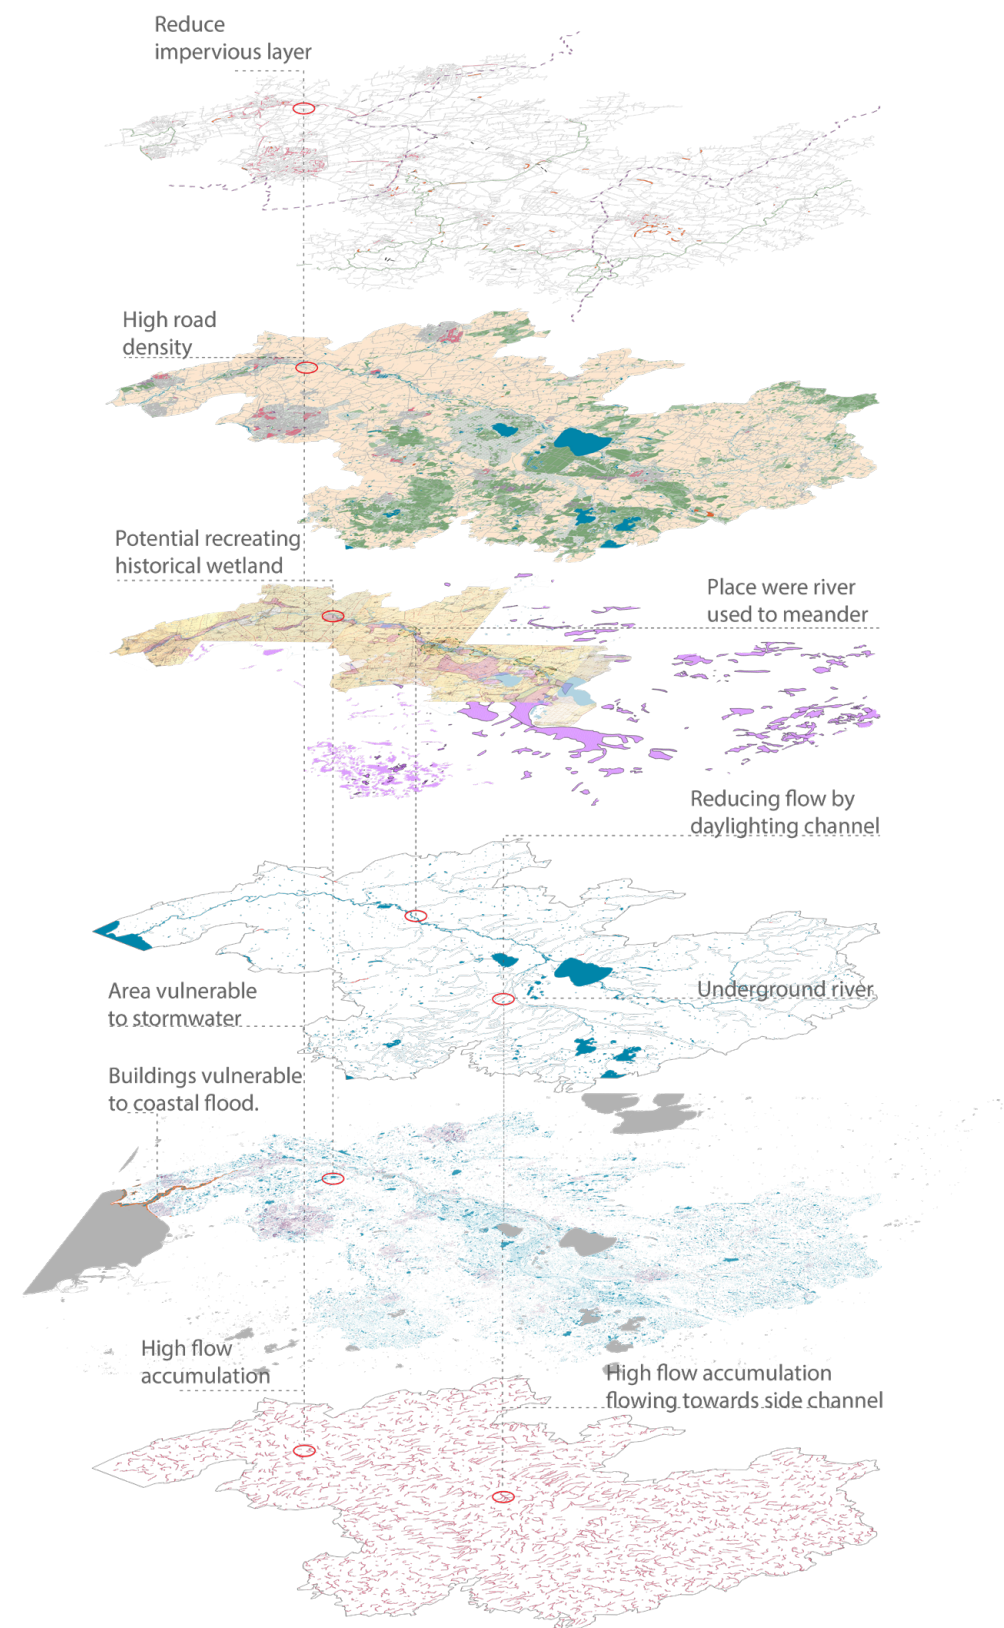 Reduce
impervious layer
High road
density
Potential recreating
historical wetland
Place were river
used to meander
Reducing flow by
daylighting channel
Area vulnerable
to stormwater
Underground river
Buildings vulnerable
to coastal flood.
High flow
accumulation
High flow accumulation
flowing towards side channel